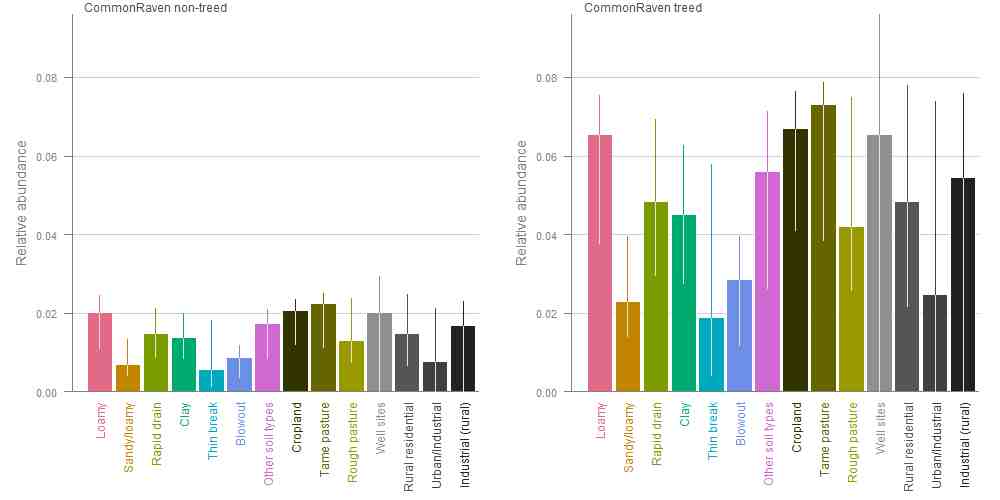 CommonRaven non-treed
Relative abundance
0.08
0.06
0.04
0.02
0.00
Loamy
Sandy/loamy
Rapid drain
Clay
Thin break
Blowout
Other soil types
Cropland
Tame pasture
Rough pasture
Well sites
Rural residential
Urban/Industrial
Industrial (rural)
CommonRaven treed
Relative abundance
0.08
0.06
0.04
0.02
0.00
Loamy
Sandy/loamy
Rapid drain
Clay
Thin break
Blowout
Other soil types
Cropland
Tame pasture
Rough pasture
Well sites
Rural residential
Urban/Industrial
Industrial (rural)